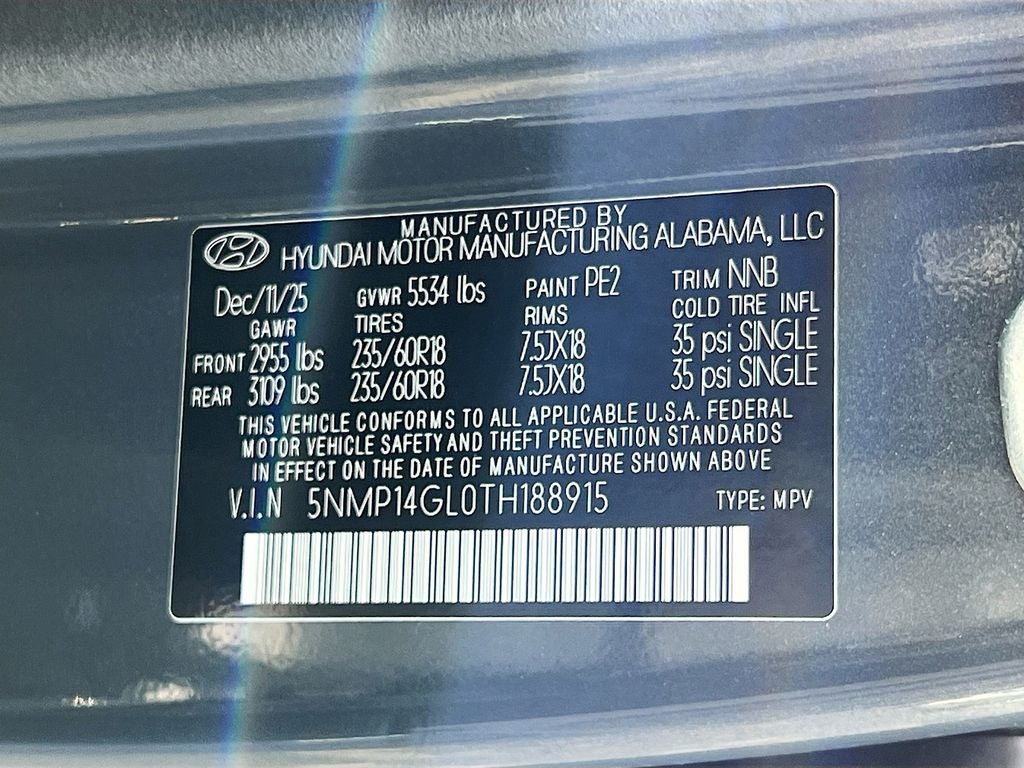 MANUFACTURED BY
HYUNDAI MOTOR MANUFACTURING ALABAMA, LLC
Dec/11/25 GVWR 5534 lbs PAINT PE2 TRIM NNB
GAWR TIRES RIMS COLD TIRE INFL
FRONT 2955 lbs 235/60R18 7.5JX18 35 psi SINGLE
REAR 3109 lbs 235/60R18 7.5JX18 35 psi SINGLE
THIS VEHICLE CONFORMS TO ALL APPLICABLE U.S.A. FEDERAL
MOTOR VEHICLE SAFETY AND THEFT PREVENTION STANDARDS
IN EFFECT ON THE DATE OF MANUFACTURE SHOWN ABOVE
V.I.N 5NMP14GL0TH188915 TYPE: MPV